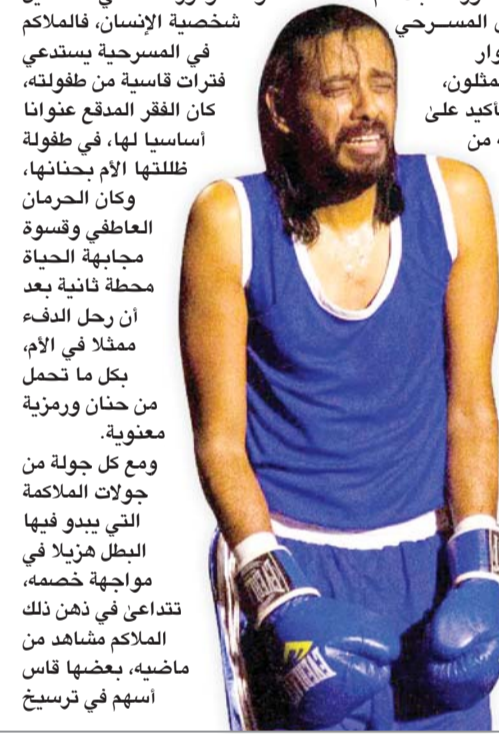 ن المسرحي
وار
مثلون،
أكيد على
من
شخصية الإنسان، فالملاكم
في المسرحية يستدعي
فترات قاسية من طفولته،
كان الفقر المدقع عنوانا
أساسيا لها، في طفولة
ظللتها الأم بحنانها،
وكان الحرمان
العاطفي وقسوة
مجابهة الحياة
محطة ثانية بعد
أن رحل الدفء
ممثلا في الأم،
بكل ما تحمل
من حنان ورمزية
معنوية.
ومع كل جولة من
جولات الملاكمة
التي يبدو فيها
البطل هزيلا في
مواجهة خصمه،
تتداعى في ذهن ذلك
الملاكم مشاهد من
ماضيه، بعضها قاس
أسهم في ترسيخ
EVERLAST